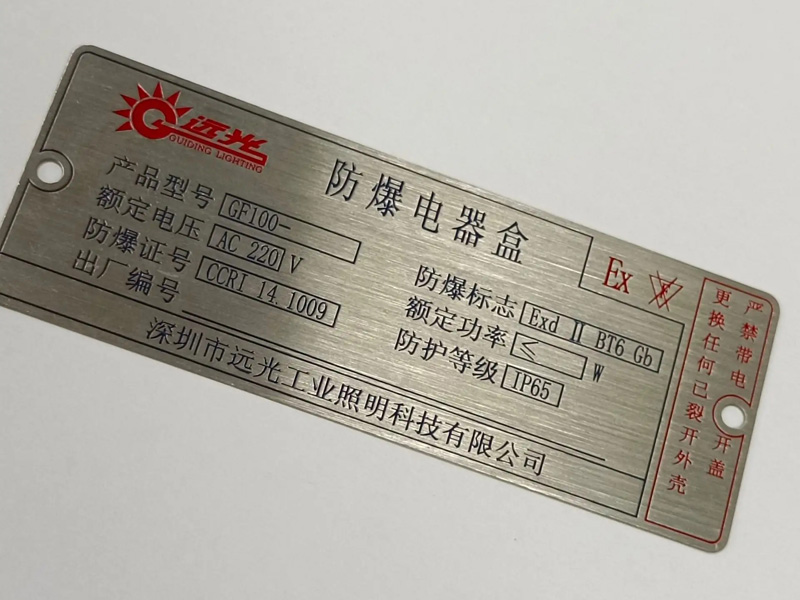 远光
GUIDING LIGHTING
防爆电器盒
产品型号 GF100-
额定电压 AC 220 V
防爆证号 CCRI 14.1009
出厂编号
Ex
防爆标志 Exd II BT6 Gb
额定功率 ≤ W
防护等级 IP65
深圳市远光工业照明科技有限公司
严禁带电开盖
更换任何已裂开外壳